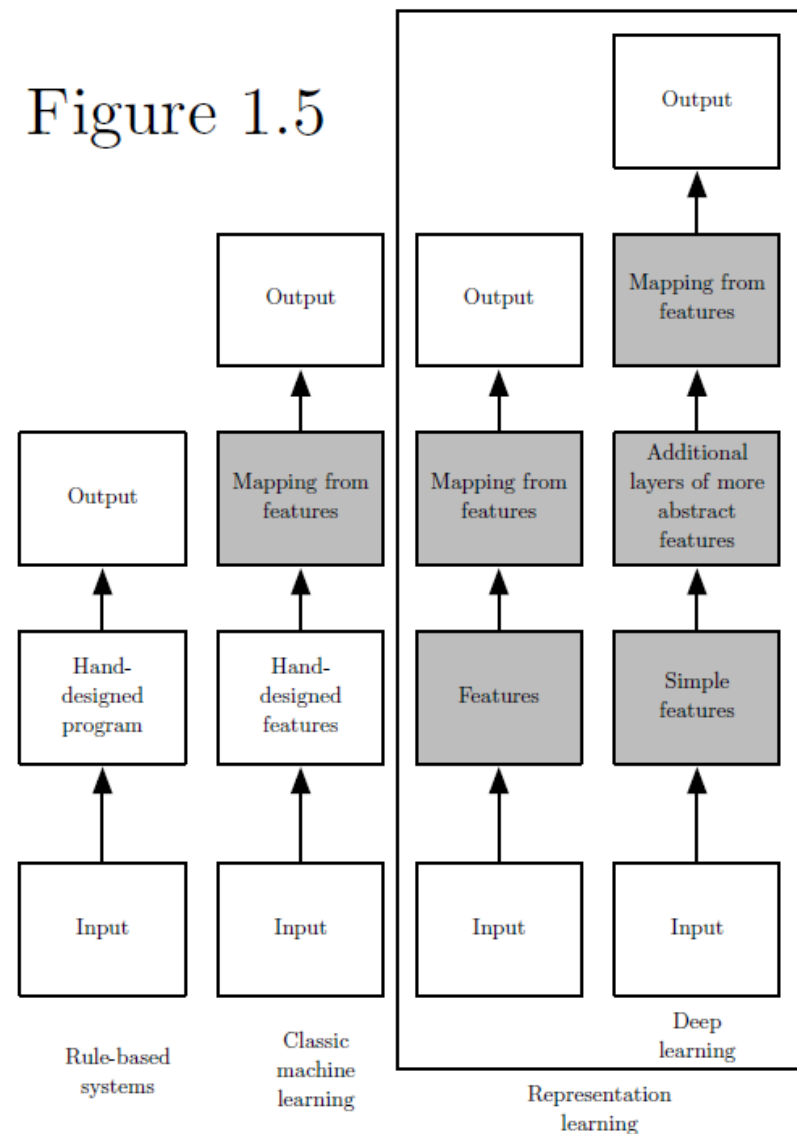 Figure 1.5
Output
Hand-
designed
program
Input
Rule-based
systems
Output
Mapping from
features
Hand-
designed
features
Input
Classic
machine
learning
Output
Mapping from
features
Features
Input
Output
Mapping from
features
Additional
layers of more
abstract
features
Simple
features
Input
Deep
learning
Representation
learning